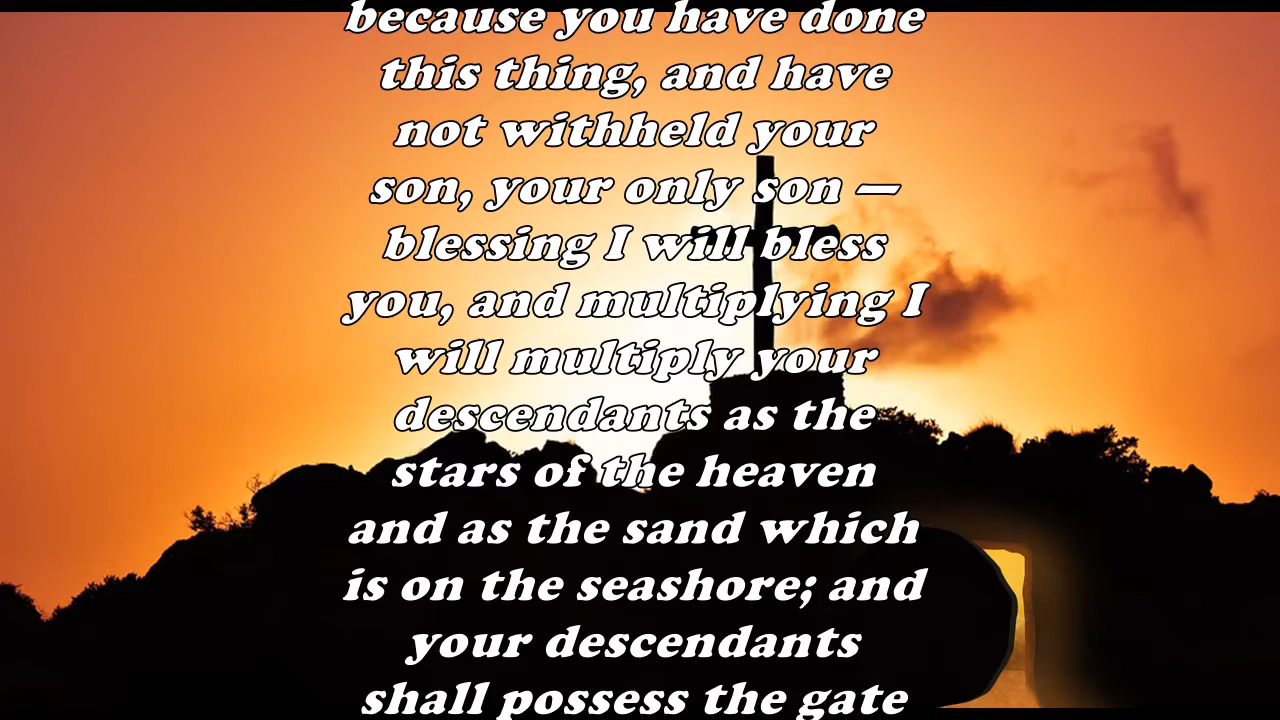 because you have done
this thing, and have
not withheld your
son, your only son —
blessing I will bless
you, and multiplying I
will multiply your
descendants as the
stars of the heaven
and as the sand which
is on the seashore; and
your descendants
shall possess the gate